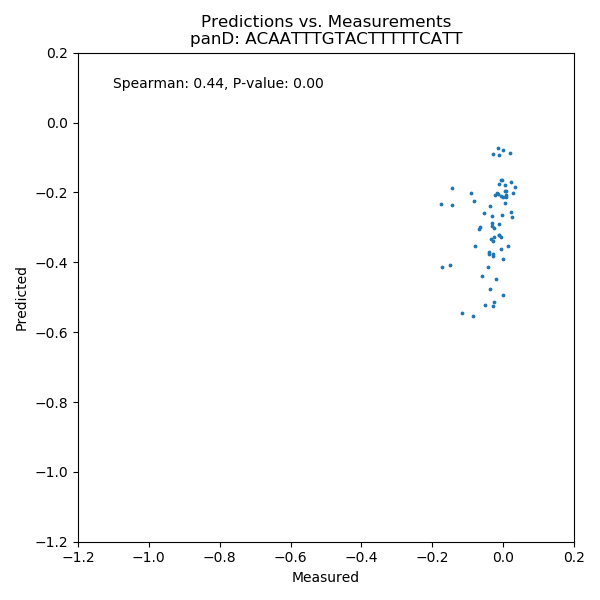 Predictions vs. Measurements
panD: ACAATTTGTACTTTTTCATT
Spearman: 0.44, P-value: 0.00
0.2
0.0
−0.2
−0.4
−0.6
−0.8
−1.0
−1.2
Predicted
−1.2 −1.0 −0.8 −0.6 −0.4 −0.2 0.0 0.2
Measured